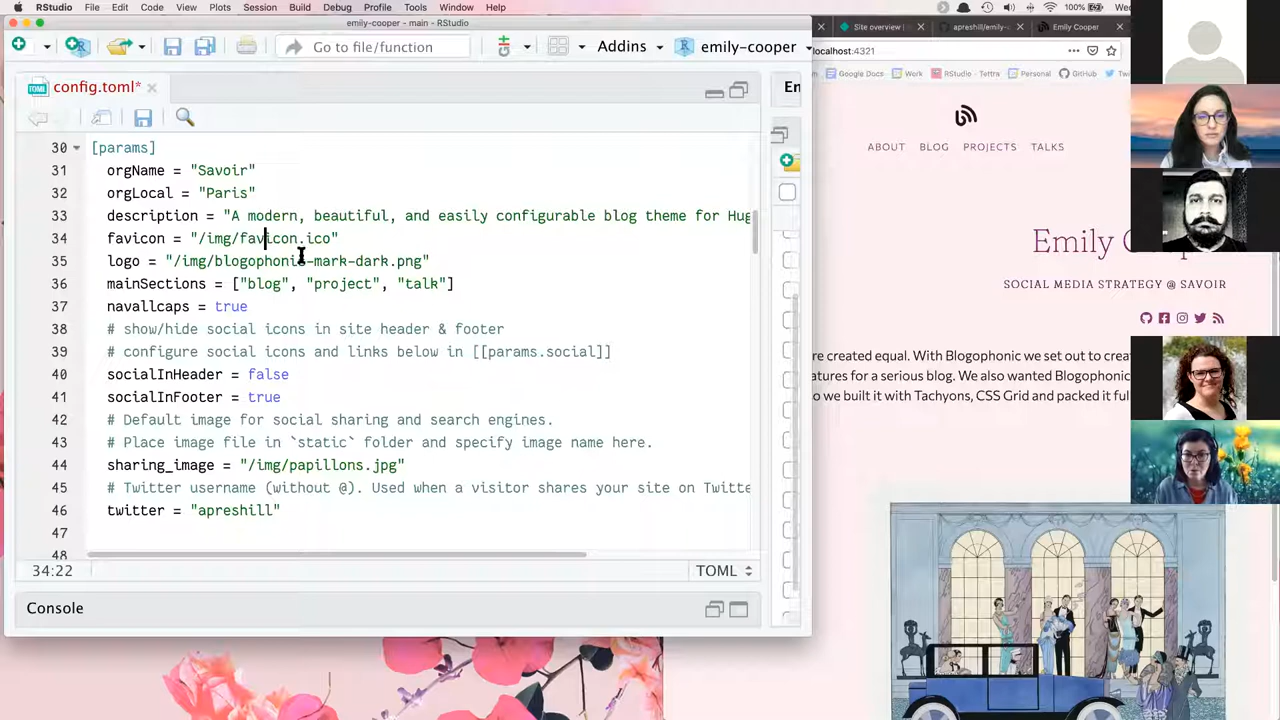 RStudio File Edit Code View Plots Session Build Debug Profile Tools Window Help 100% Wed
emily-cooper - main - RStudio
Go to file/function Addins emily-cooper
config.toml*
30 [params]
31 orgName = "Savoir"
32 orgLocal = "Paris"
33 description = "A modern, beautiful, and easily configurable blog theme for Hug
34 favicon = "/img/favicon.ico"
35 logo = "/img/blogophonic-mark-dark.png"
36 mainSections = ["blog", "project", "talk"]
37 navallcaps = true
38 # show/hide social icons in site header & footer
39 # configure social icons and links below in [[params.social]]
40 socialInHeader = false
41 socialInFooter = true
42 # Default image for social sharing and search engines.
43 # Place image file in `static` folder and specify image name here.
44 sharing_image = "/img/papillons.jpg"
45 # Twitter username (without @). Used when a visitor shares your site on Twitte
46 twitter = "apreshill"
47
48
34:22 TOML
Console
En
Site overview | apreshill/emily- Emily Cooper
localhost:4321
Google Docs Work RStudio - Tettra Personal GitHub Tw
ABOUT BLOG PROJECTS TALKS
Emily C
SOCIAL MEDIA STRATEGY @ SAVOIR
re created equal. With Blogophonic we set out to crea
atures for a serious blog. We also wanted Blogophonic
o we built it with Tachyons, CSS Grid and packed it ful